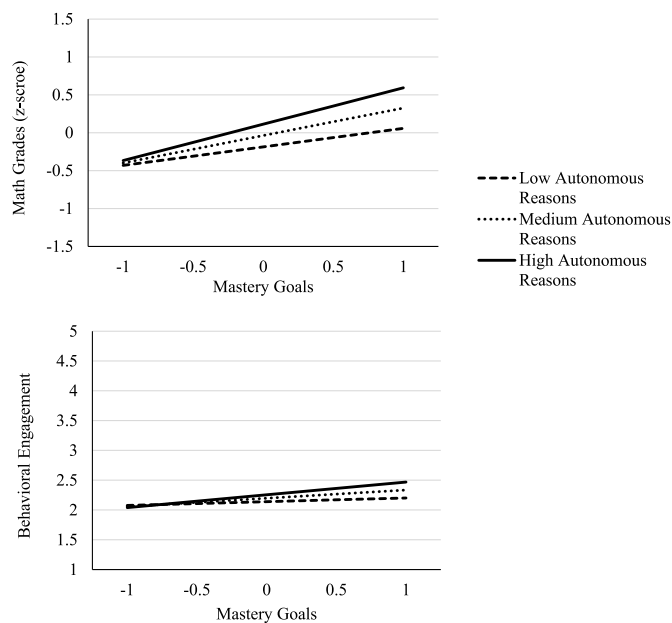 1.5
1
0.5
0
-0.5
-1
-1.5
Math Grades (z-scroe)
-1 -0.5 0 0.5 1
Mastery Goals
Low Autonomous
Reasons
Medium Autonomous
Reasons
High Autonomous
Reasons
5
4.5
4
3.5
3
2.5
2
1.5
1
Behavioral Engagement
-1 -0.5 0 0.5 1
Mastery Goals